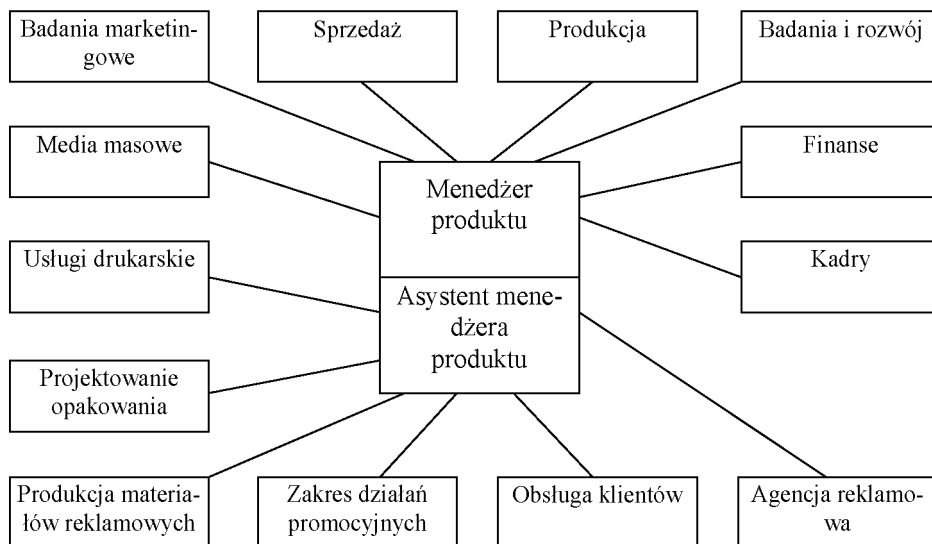 Badania marketin-
gowe
Sprzedaż
Produkcja
Badania i rozwój
Media masowe
Menedżer
produktu
Finanse
Usługi drukarskie
Kadry
Asystent mene-
dżera
produktu
Projektowanie
opakowania
Produkcja materia-
łów reklamowych
Zakres działań
promocyjnych
Obsługa klientów
Agencja reklamo-
wa